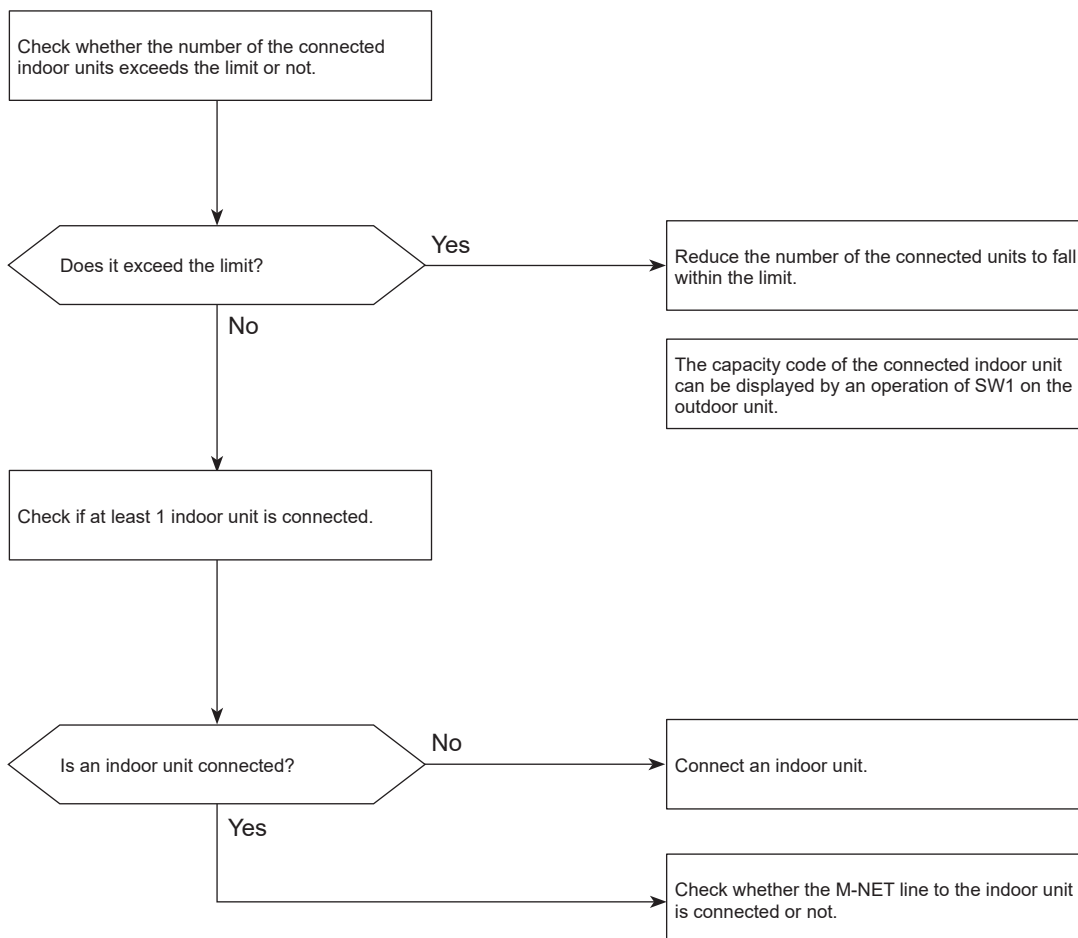 Check whether the number of the connected
indoor units exceeds the limit or not.
Does it exceed the limit?
Yes
Reduce the number of the connected units to fall
within the limit.
No
The capacity code of the connected indoor unit
can be displayed by an operation of SW1 on the
outdoor unit.
Check if at least 1 indoor unit is connected.
Is an indoor unit connected?
No
Connect an indoor unit.
Yes
Check whether the M-NET line to the indoor unit
is connected or not.